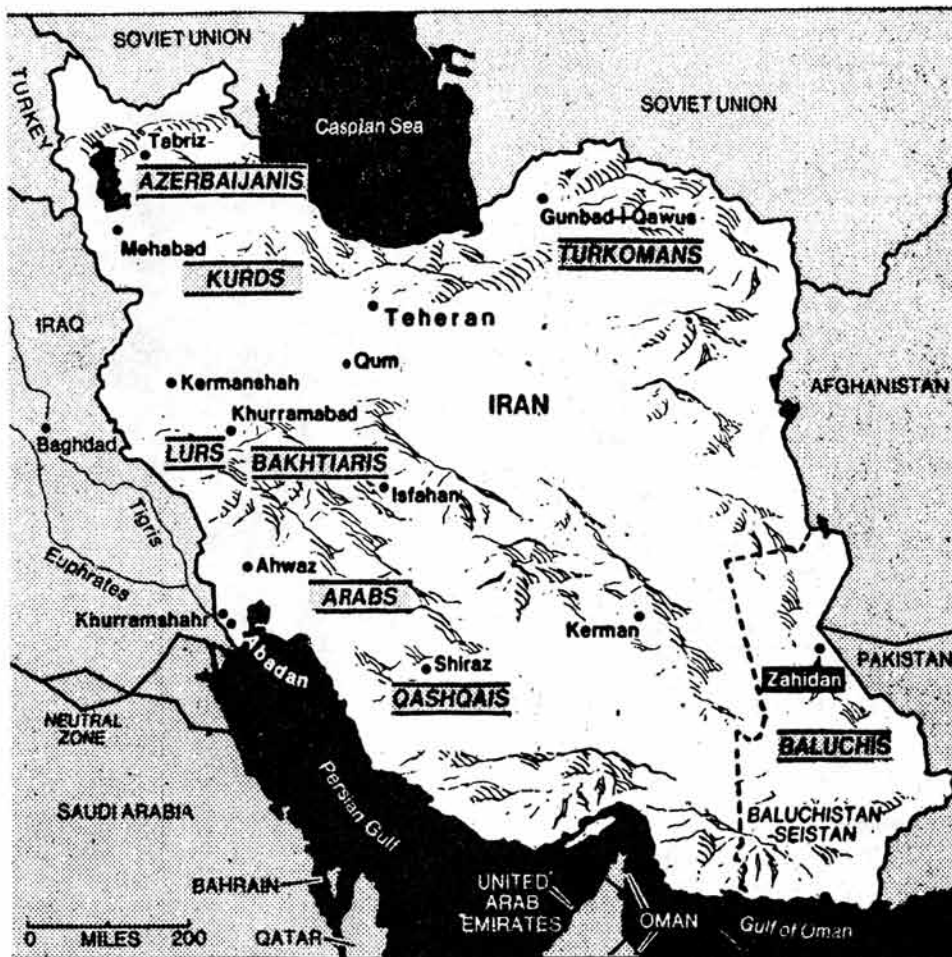 SOVIET UNION
SOVIET UNION
TURKEY
Caspian Sea
Tabriz
AZERBAIJANIS
Gunbad-i-Qawus
Mehabad
TURKOMANS
KURDS
IRAQ
Teheran
Qum
Kermanshah
AFGHANISTAN
IRAN
Khurramabad
Baghdad
LURS
BAKHTIARIS
Isfahan
Tigris
Euphrates
Ahwaz
ARABS
Khurramshahr
Kerman
Abadan
PAKISTAN
Shiraz
Zahidan
QASHQAIS
NEUTRAL
ZONE
BALUCHIS
Persian Gulf
SAUDI ARABIA
BALUCHISTAN-
SEISTAN
BAHRAIN
UNITED
ARAB
EMIRATES
OMAN
Gulf of Oman
0 MILES 200
QATAR